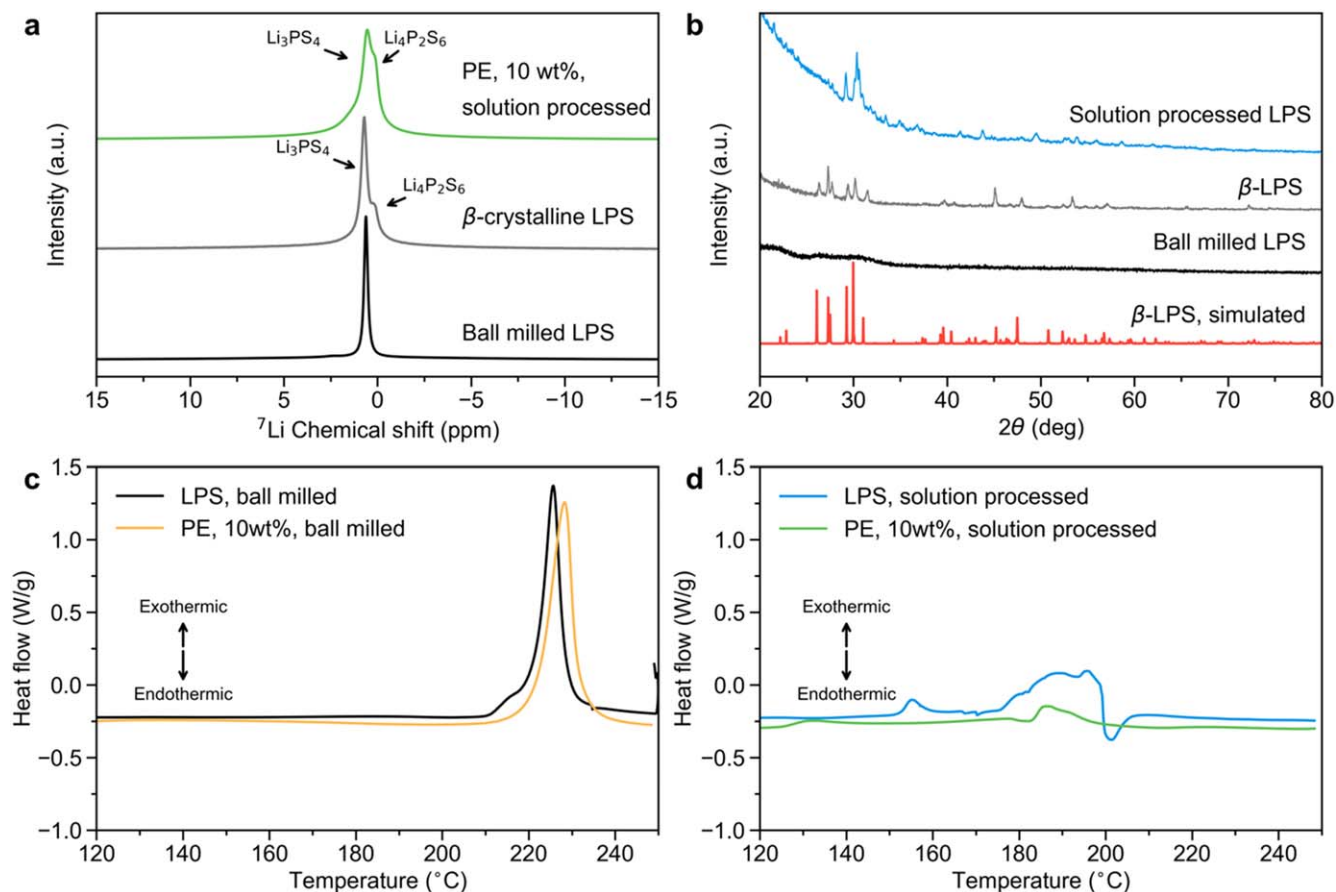 a
Li₃PS₄
Li₄P₂S₆
PE, 10 wt%,
solution processed
Li₃PS₄
Li₄P₂S₆
β-crystalline LPS
Ball milled LPS
Intensity (a.u.)
15 10 5 0 −5 −10 −15
⁷Li Chemical shift (ppm)
b
Solution processed LPS
β-LPS
Ball milled LPS
β-LPS, simulated
Intensity (a.u.)
20 30 40 50 60 70 80
2θ (deg)
c
LPS, ball milled
PE, 10wt%, ball milled
Exothermic
Endothermic
Heat flow (W/g)
1.5
1.0
0.5
0.0
−0.5
−1.0
120 140 160 180 200 220 240
Temperature (°C)
d
LPS, solution processed
PE, 10wt%, solution processed
Exothermic
Endothermic
Heat flow (W/g)
1.5
1.0
0.5
0.0
−0.5
−1.0
120 140 160 180 200 220 240
Temperature (°C)